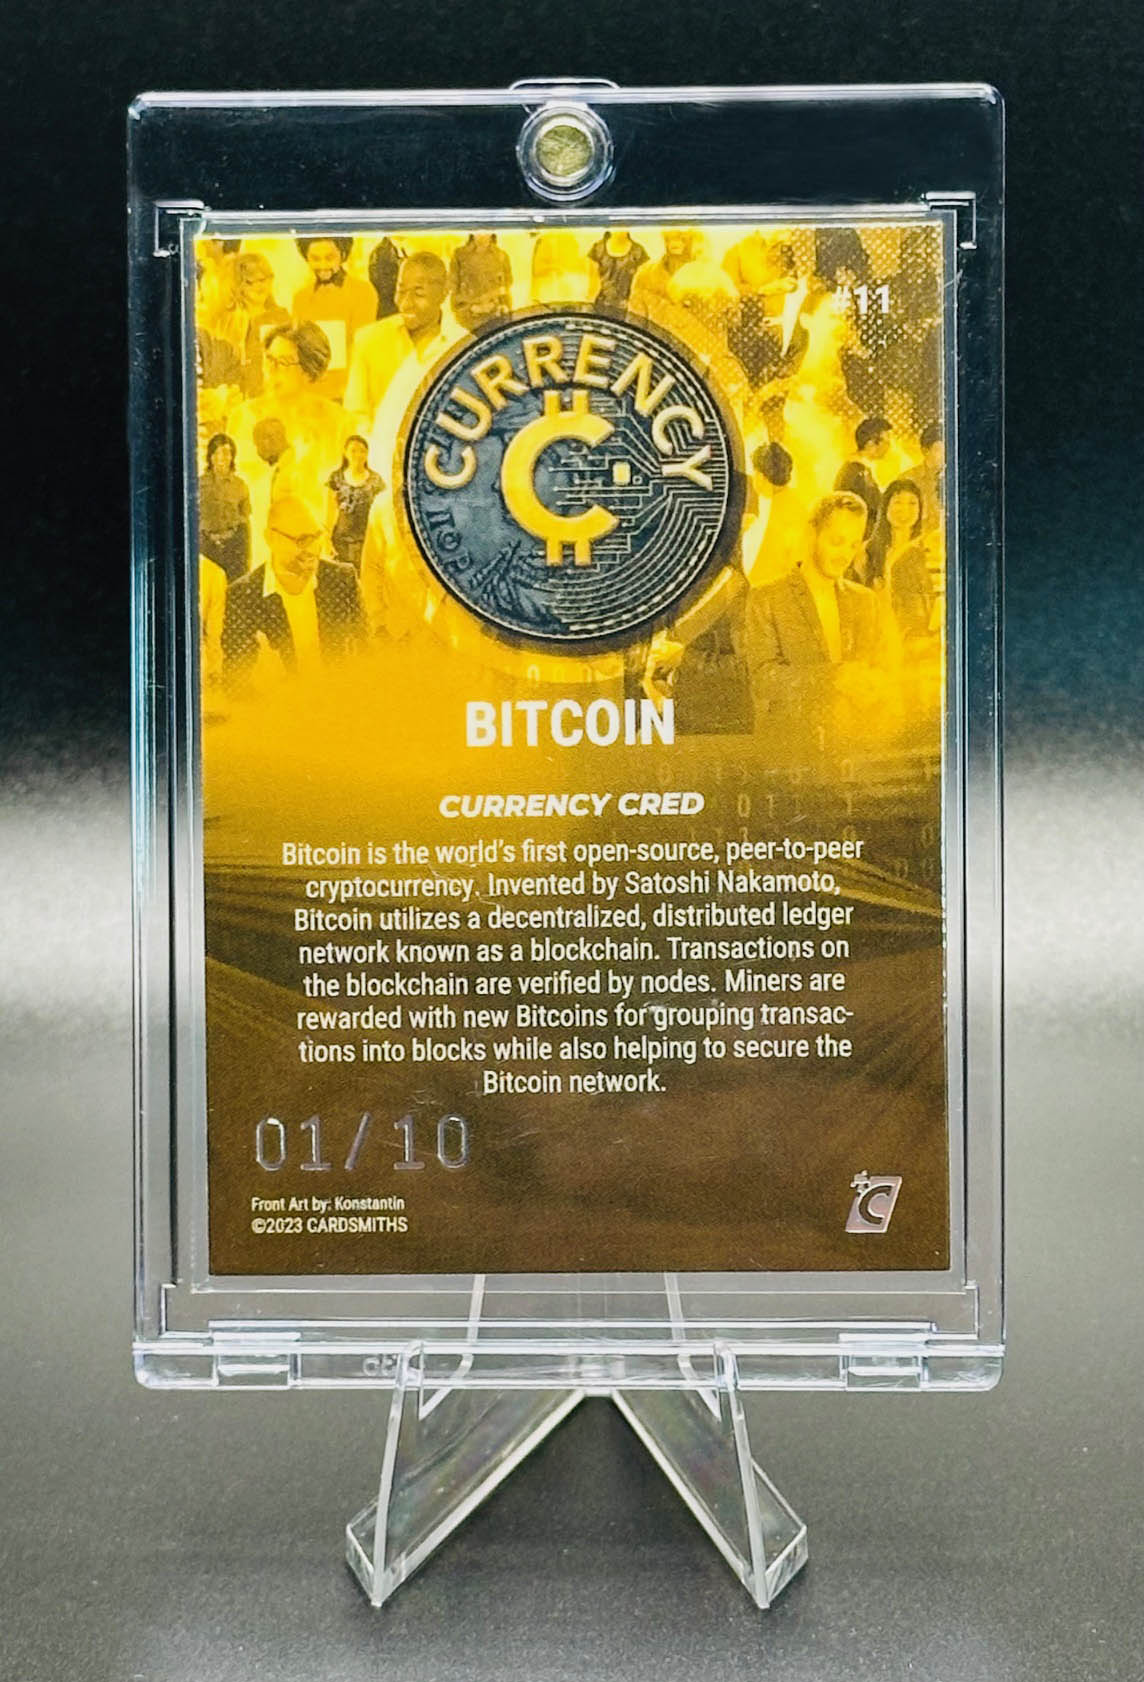 #11
CURRENCY
BITCOIN
CURRENCY CRED
Bitcoin is the world's first open-source, peer-to-peer
cryptocurrency. Invented by Satoshi Nakamoto,
Bitcoin utilizes a decentralized, distributed ledger
network known as a blockchain. Transactions on
the blockchain are verified by nodes. Miners are
rewarded with new Bitcoins for grouping transac-
tions into blocks while also helping to secure the
Bitcoin network.
01/10
Front Art by: Konstantin
©2023 CARDSMITHS